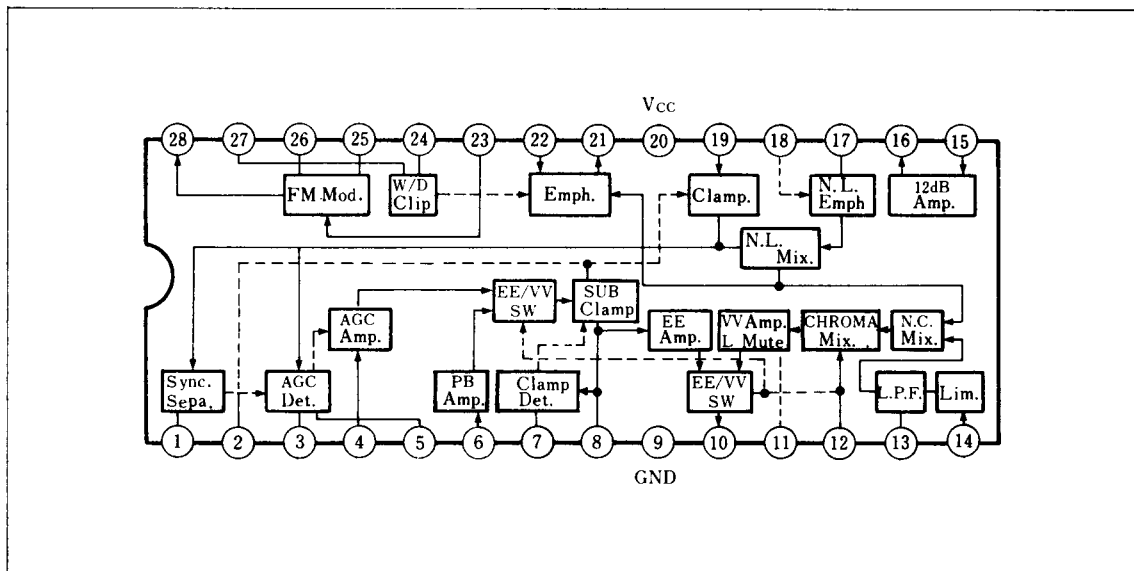 Vcc
28 27 26 25 24 23 22 21 20 19 18 17 16 15
FM Mod.
W/D
Clip
Emph.
Clamp.
N.L.
Emph
12dB
Amp.
N.L.
Mix.
EE/VV
SW
SUB
Clamp
AGC
Amp.
EE
Amp.
VV Amp.
L Mute
CHROMA
Mix.
N.C.
Mix.
Sync.
Sepa.
AGC
Det.
PB
Amp.
Clamp
Det.
EE/VV
SW
L.P.F.
Lim.
1 2 3 4 5 6 7 8 9 10 11 12 13 14
GND